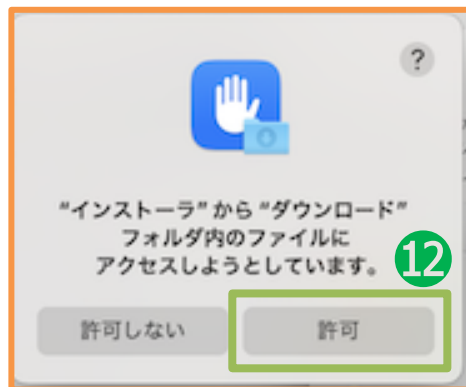 ?
“インストーラ” から “ダウンロード”
フォルダ内のファイルに
アクセスしようとしています。
12
許可しない
許可